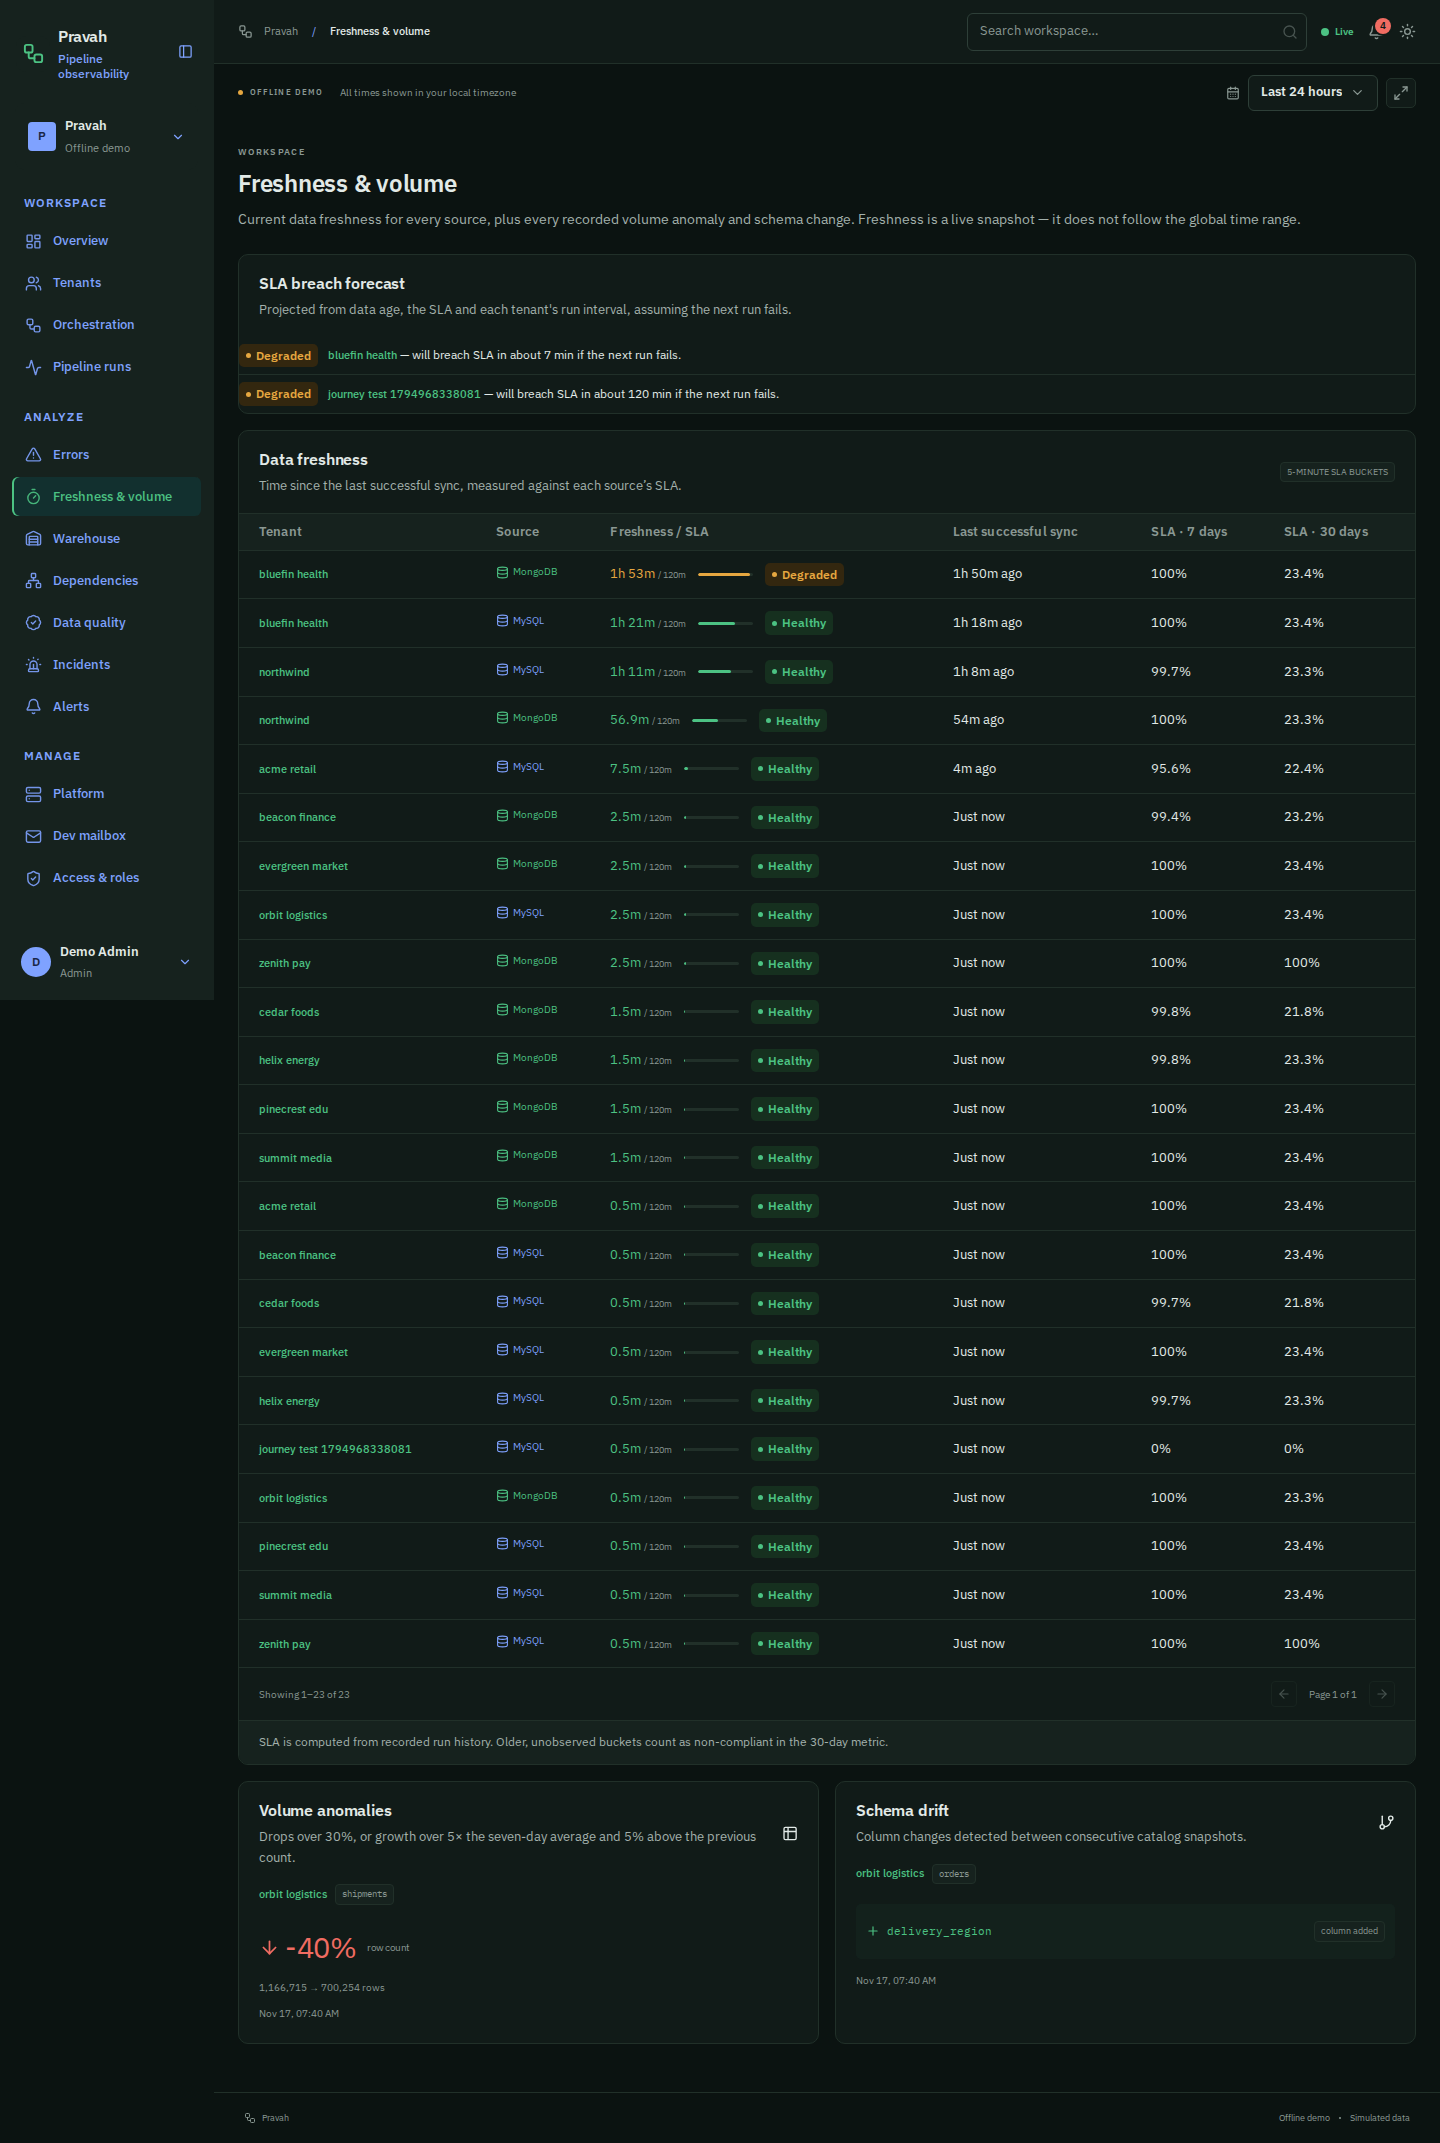 Pravah
Pipeline
observability
P
Pravah
Offline demo
WORKSPACE
Overview
Tenants
Orchestration
Pipeline runs
ANALYZE
Errors
Freshness & volume
Warehouse
Dependencies
Data quality
Incidents
Alerts
MANAGE
Platform
Dev mailbox
Access & roles
D
Demo Admin
Admin
Pravah / Freshness & volume
Search workspace...
Live
4
OFFLINE DEMO All times shown in your local timezone
Last 24 hours
WORKSPACE
Freshness & volume
Current data freshness for every source, plus every recorded volume anomaly and schema change. Freshness is a live snapshot — it does not follow the global time range.
SLA breach forecast
Projected from data age, the SLA and each tenant's run interval, assuming the next run fails.
Degraded bluefin health — will breach SLA in about 7 min if the next run fails.
Degraded journey test 1794968338081 — will breach SLA in about 120 min if the next run fails.
Data freshness
Time since the last successful sync, measured against each source's SLA.
5-MINUTE SLA BUCKETS
Tenant Source Freshness / SLA Last successful sync SLA · 7 days SLA · 30 days
bluefin health MongoDB 1h 53m / 120m Degraded 1h 50m ago 100% 23.4%
bluefin health MySQL 1h 21m / 120m Healthy 1h 18m ago 100% 23.4%
northwind MySQL 1h 11m / 120m Healthy 1h 8m ago 99.7% 23.3%
northwind MongoDB 56.9m / 120m Healthy 54m ago 100% 23.3%
acme retail MySQL 7.5m / 120m Healthy 4m ago 95.6% 22.4%
beacon finance MongoDB 2.5m / 120m Healthy Just now 99.4% 23.2%
evergreen market MongoDB 2.5m / 120m Healthy Just now 100% 23.4%
orbit logistics MySQL 2.5m / 120m Healthy Just now 100% 23.4%
zenith pay MongoDB 2.5m / 120m Healthy Just now 100% 100%
cedar foods MongoDB 1.5m / 120m Healthy Just now 99.8% 21.8%
helix energy MongoDB 1.5m / 120m Healthy Just now 99.8% 23.3%
pinecrest edu MongoDB 1.5m / 120m Healthy Just now 100% 23.4%
summit media MongoDB 1.5m / 120m Healthy Just now 100% 23.4%
acme retail MongoDB 0.5m / 120m Healthy Just now 100% 23.4%
beacon finance MySQL 0.5m / 120m Healthy Just now 100% 23.4%
cedar foods MySQL 0.5m / 120m Healthy Just now 99.7% 21.8%
evergreen market MySQL 0.5m / 120m Healthy Just now 100% 23.4%
helix energy MySQL 0.5m / 120m Healthy Just now 99.7% 23.3%
journey test 1794968338081 MySQL 0.5m / 120m Healthy Just now 0% 0%
orbit logistics MongoDB 0.5m / 120m Healthy Just now 100% 23.3%
pinecrest edu MySQL 0.5m / 120m Healthy Just now 100% 23.4%
summit media MySQL 0.5m / 120m Healthy Just now 100% 23.4%
zenith pay MySQL 0.5m / 120m Healthy Just now 100% 100%
Showing 1–23 of 23
Page 1 of 1
SLA is computed from recorded run history. Older, unobserved buckets count as non-compliant in the 30-day metric.
Volume anomalies
Drops over 30%, or growth over 5× the seven-day average and 5% above the previous
count.
orbit logistics shipments
-40% row count
1,166,715 → 700,254 rows
Nov 17, 07:40 AM
Schema drift
Column changes detected between consecutive catalog snapshots.
orbit logistics orders
+ delivery_region column added
Nov 17, 07:40 AM
Pravah
Offline demo • Simulated data